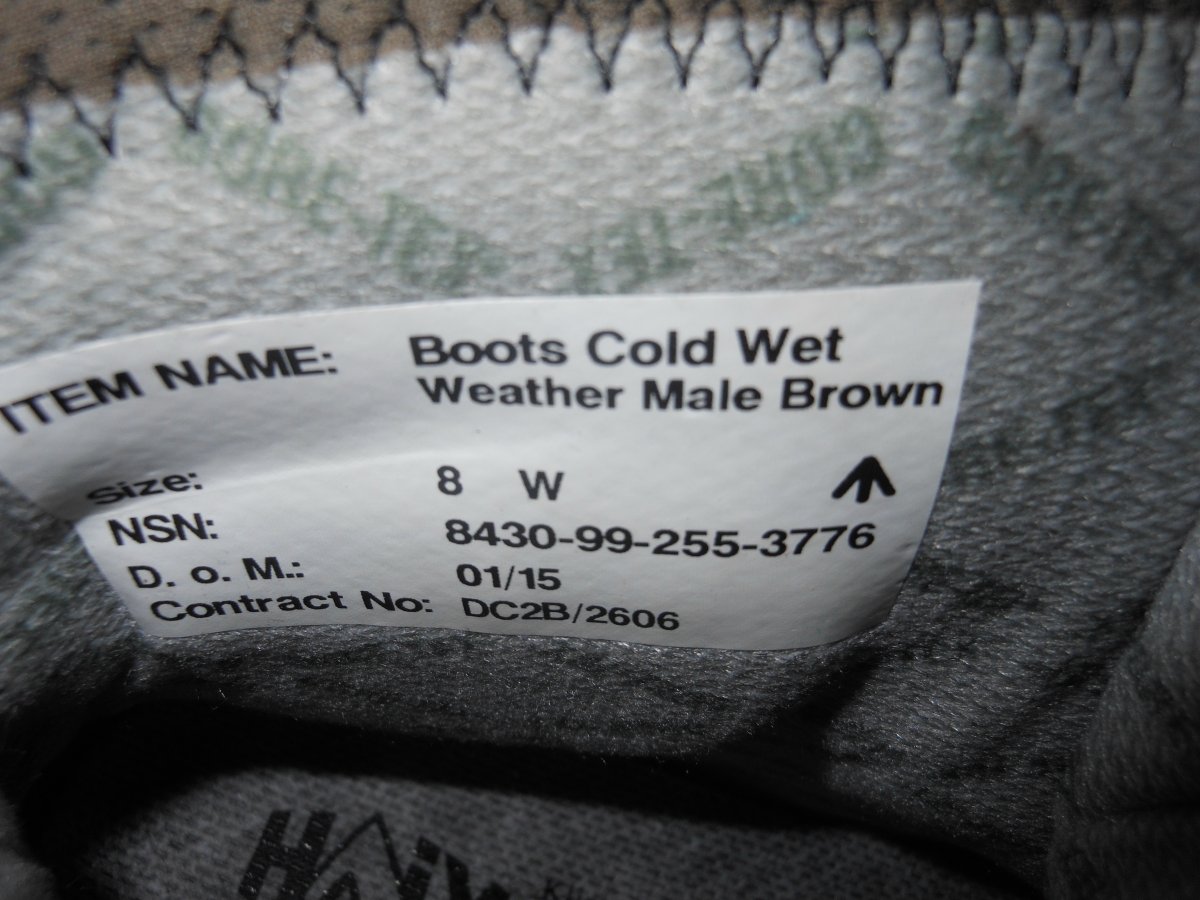 ITEM NAME: Boots Cold Wet
Weather Male Brown
Size: 8 W
NSN: 8430-99-255-3776
D. o. M.: 01/15
Contract No: DC2B/2606